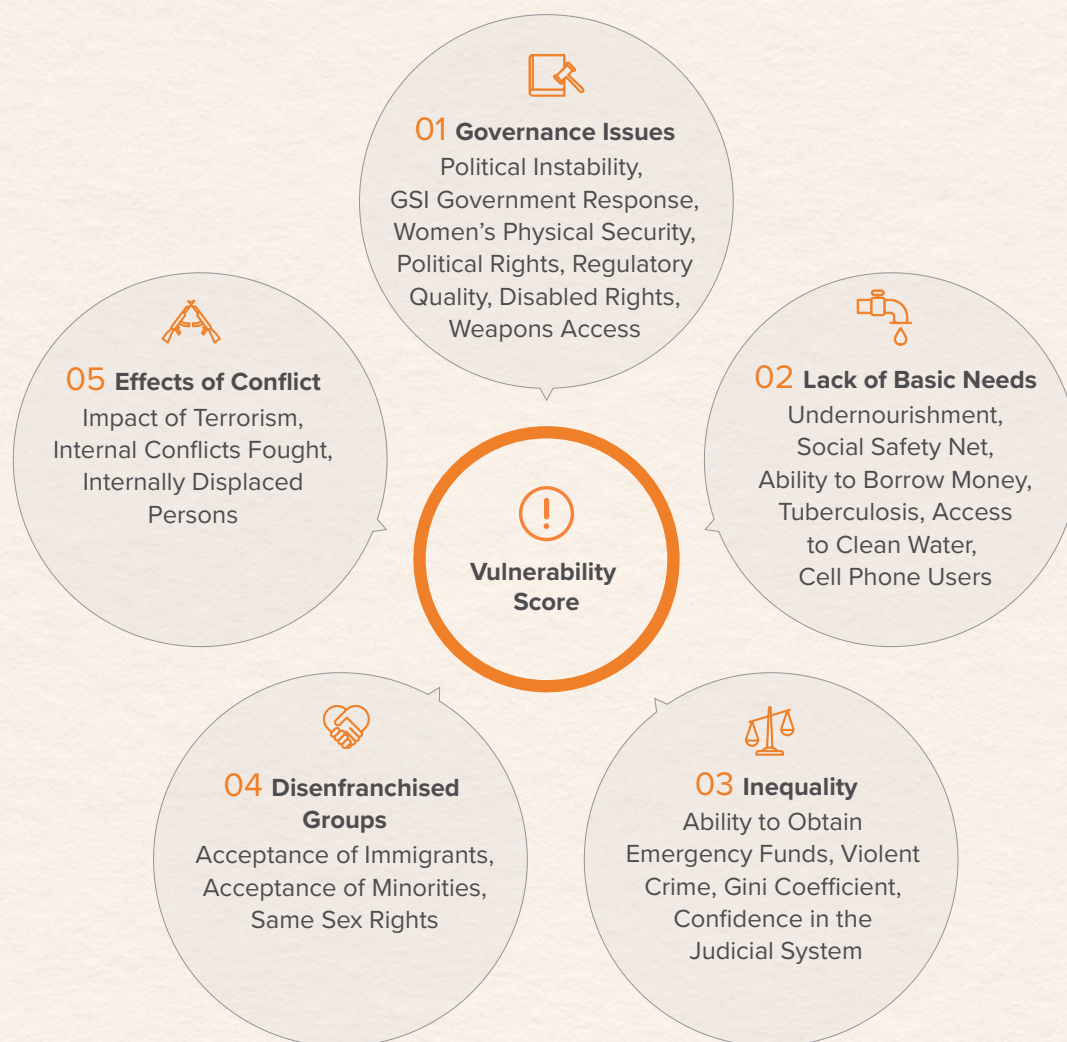 01 Governance Issues
Political Instability,
GSI Government Response,
Women’s Physical Security,
Political Rights, Regulatory
Quality, Disabled Rights,
Weapons Access
02 Lack of Basic Needs
Undernourishment,
Social Safety Net,
Ability to Borrow Money,
Tuberculosis, Access
to Clean Water,
Cell Phone Users
03 Inequality
Ability to Obtain
Emergency Funds, Violent
Crime, Gini Coefficient,
Confidence in the
Judicial System
04 Disenfranchised
Groups
Acceptance of Immigrants,
Acceptance of Minorities,
Same Sex Rights
05 Effects of Conflict
Impact of Terrorism,
Internal Conflicts Fought,
Internally Displaced
Persons
Vulnerability
Score